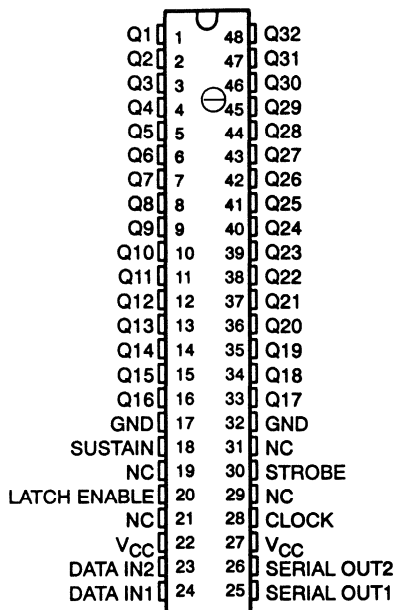 Q1 1 48 Q32
Q2 2 47 Q31
Q3 3 46 Q30
Q4 4 45 Q29
Q5 5 44 Q28
Q6 6 43 Q27
Q7 7 42 Q26
Q8 8 41 Q25
Q9 9 40 Q24
Q10 10 39 Q23
Q11 11 38 Q22
Q12 12 37 Q21
Q13 13 36 Q20
Q14 14 35 Q19
Q15 15 34 Q18
Q16 16 33 Q17
GND 17 32 GND
SUSTAIN 18 31 NC
NC 19 30 STROBE
LATCH ENABLE 20 29 NC
NC 21 28 CLOCK
VCC 22 27 VCC
DATA IN2 23 26 SERIAL OUT2
DATA IN1 24 25 SERIAL OUT1